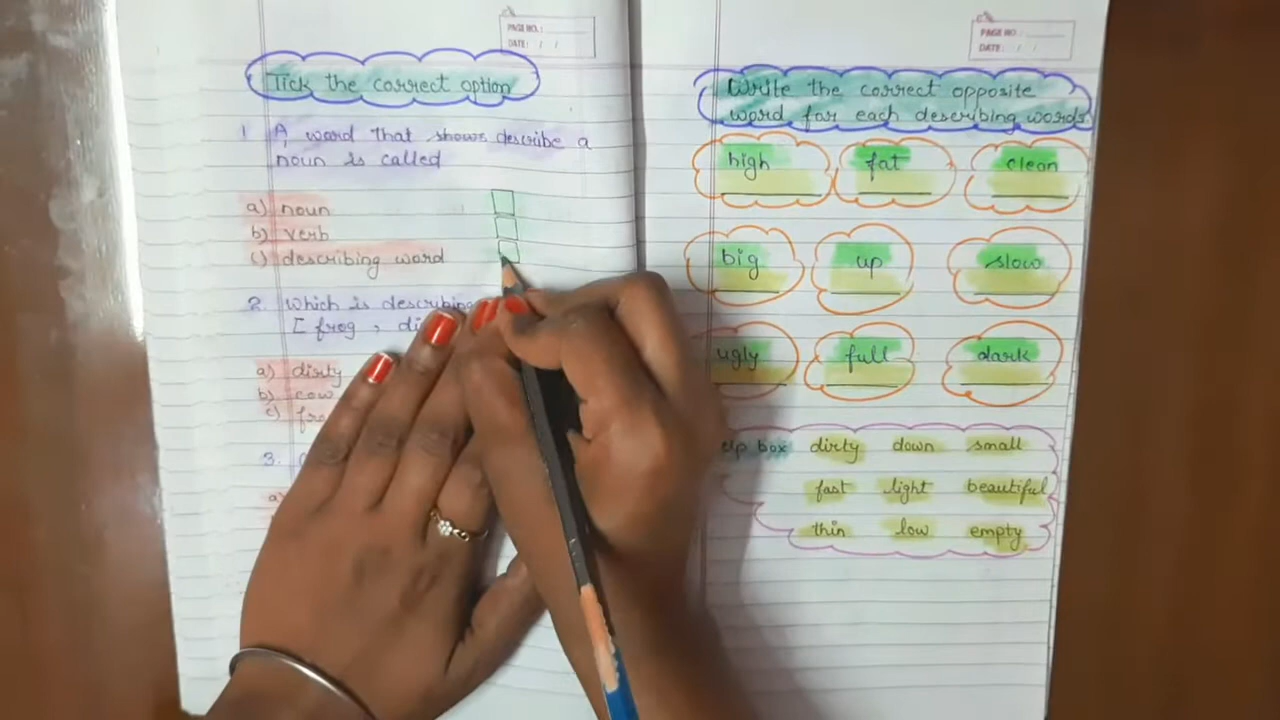 PAGE NO.:
DATE: / /
Tick the correct option
1 A word that shows describe a
noun is called
a) noun
b) verb
c) describing word
2. Which is describing
I frog,
a) dirty
b) cow
c)
3.
a)
PAGE NO.:
DATE: / /
Write the correct opposite
word for each describing words
high fat clean
big up slow
ugly full dark
box dirty down small
fast light beautiful
thin low empty